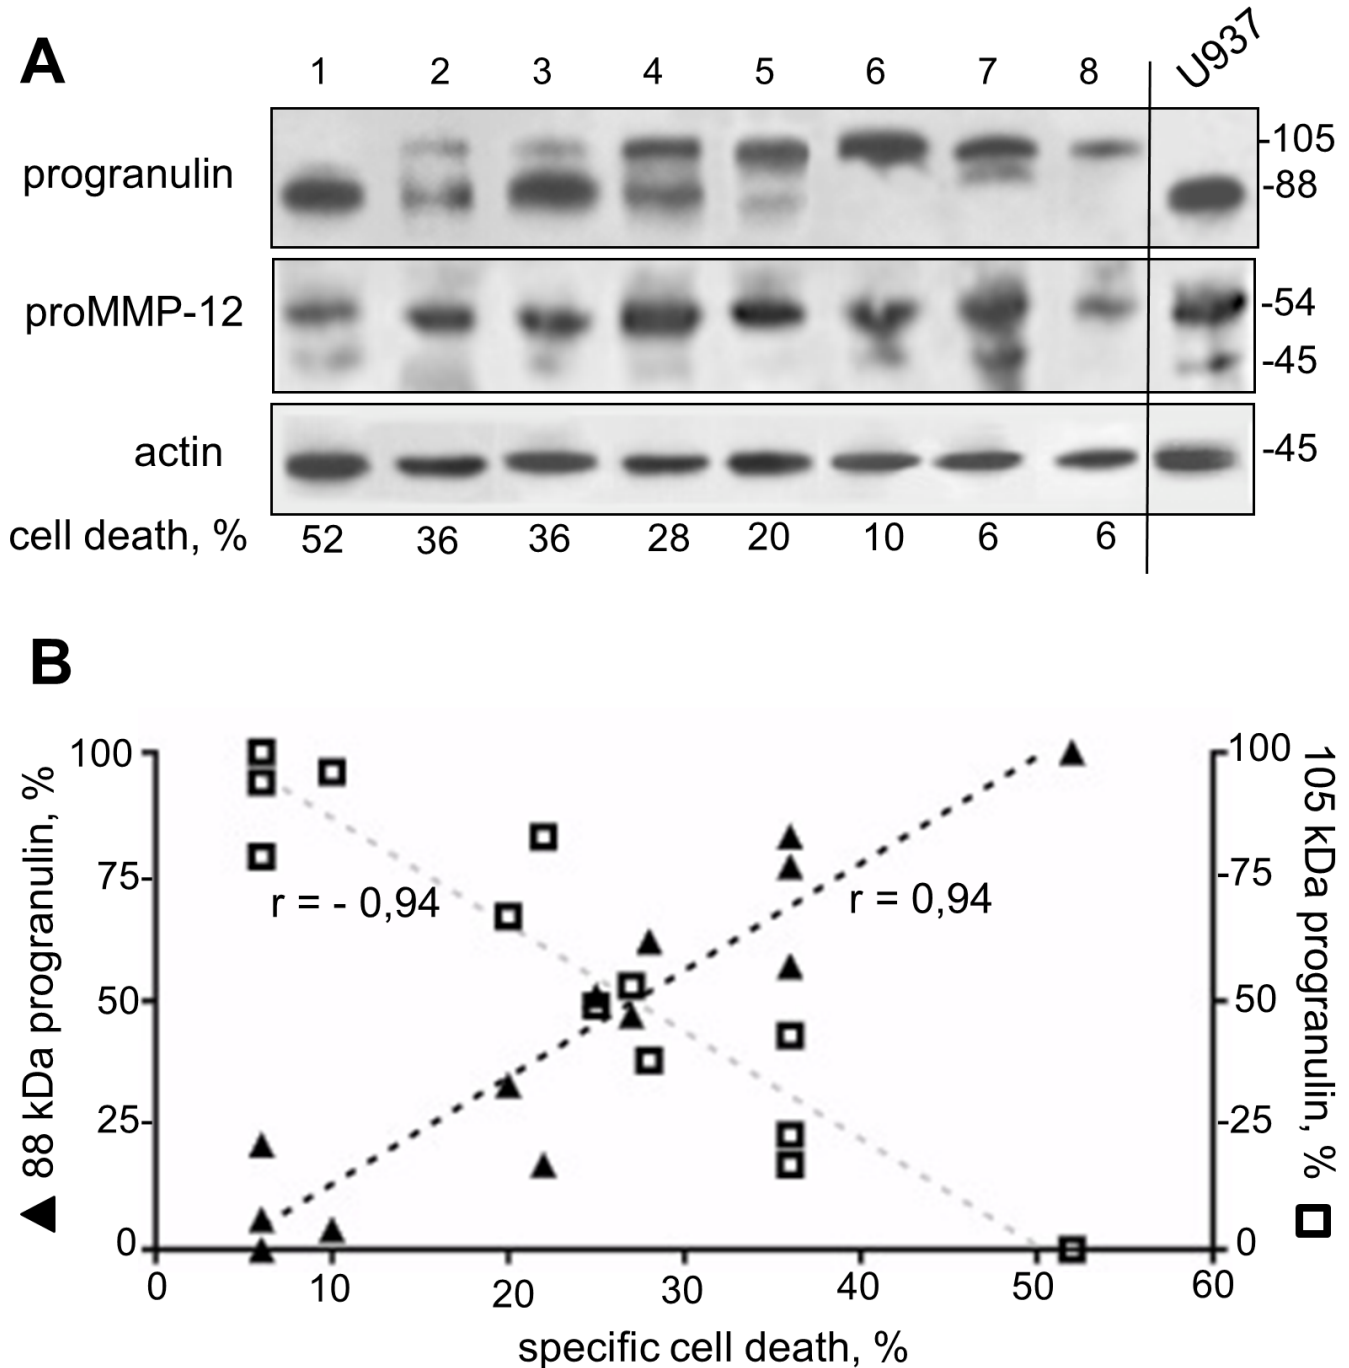 A
1 2 3 4 5 6 7 8 U937
progranulin
-105
-88
proMMP-12
-54
-45
actin
-45
cell death, % 52 36 36 28 20 10 6 6
B
▲ 88 kDa progranulin, %
100
75
50
25
0
r = - 0,94
r = 0,94
-100
-75
50
-25
0
105 kDa progranulin, %
0 10 20 30 40 50 60
specific cell death, %